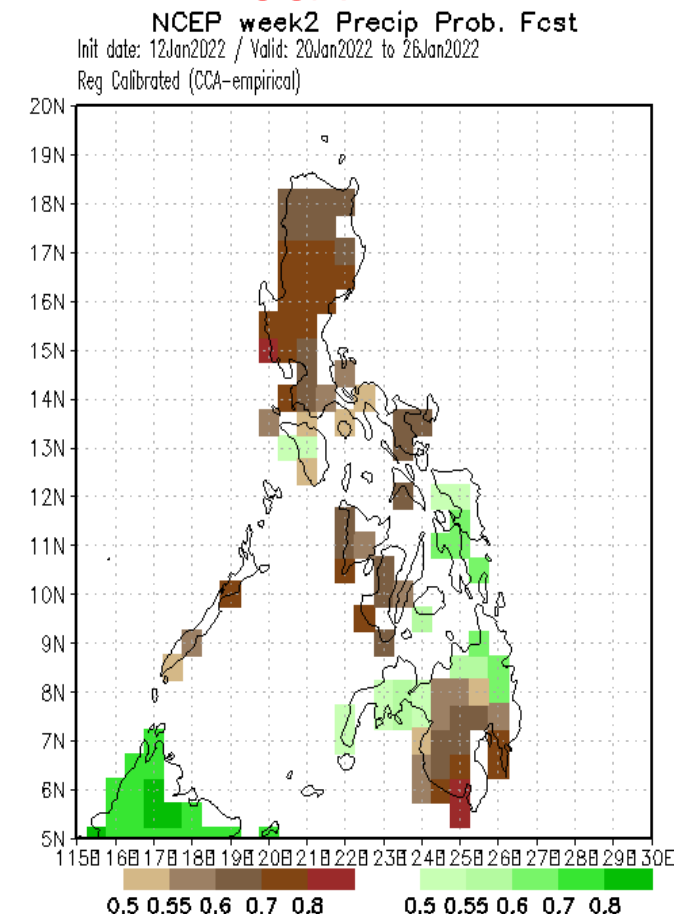 NCEP week2 Precip Prob. Fcst
Init date: 12Jan2022 / Valid: 20Jan2022 to 26Jan2022
Reg Calibrated (CCA-empirical)
20N
19N
18N
17N
16N
15N
14N
13N
12N
11N
10N
9N
8N
7N
6N
5N
115E 116E 117E 118E 119E 120E 121E 122E 123E 124E 125E 126E 127E 128E 129E 130E
0.5 0.55 0.6 0.7 0.8 0.5 0.55 0.6 0.7 0.8